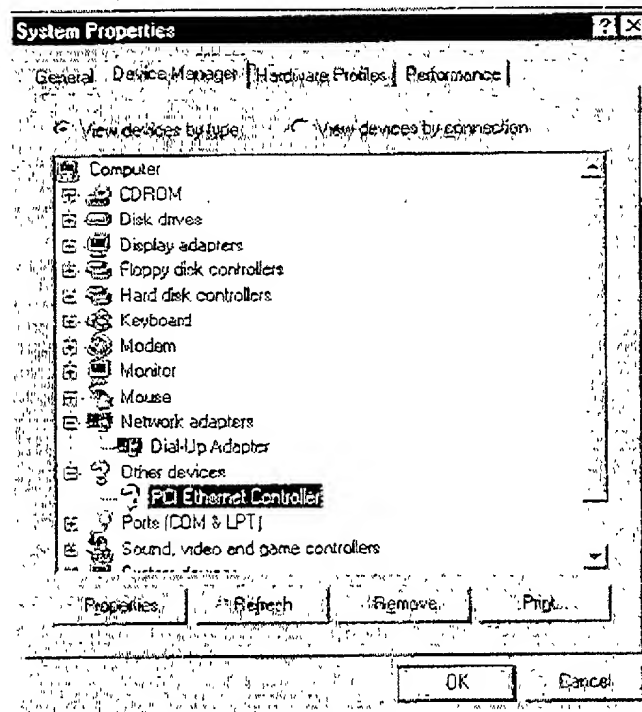 System Properties
General Device Manager Hardware Profiles Performance
View devices by type View devices by connection
Computer
CDROM
Disk drives
Display adapters
Floppy disk controllers
Hard disk controllers
Keyboard
Modem
Monitor
Mouse
Network adapters
Dial-Up Adapter
Other devices
PCI Ethernet Controller
Ports (COM & LPT)
Sound, video and game controllers
System devices
Properties Refresh Remove Print...
OK Cancel